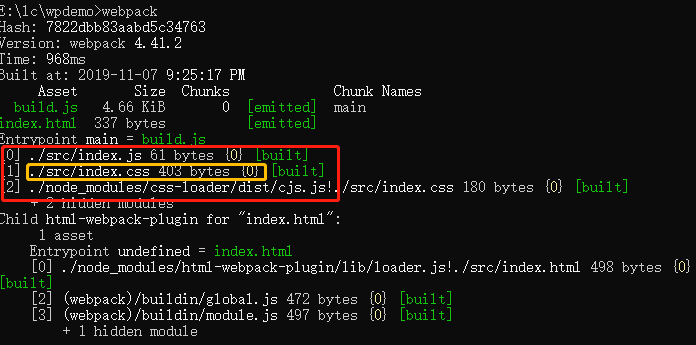 E:\lc\wpdemo>webpack
Hash: 7822dbb83aabd5c34763
Version: webpack 4.41.2
Time: 968ms
Built at: 2019-11-07 9:25:17 PM
Asset Size Chunks Chunk Names
build.js 4.66 KiB 0 [emitted] main
index.html 337 bytes [emitted]
Entrypoint main = build.js
[0] ./src/index.js 61 bytes {0} [built]
[1] ./src/index.css 403 bytes {0} [built]
[2] ./node_modules/css-loader/dist/cjs.js!./src/index.css 180 bytes {0} [built]
+ 2 hidden modules
Child html-webpack-plugin for "index.html":
1 asset
Entrypoint undefined = index.html
[0] ./node_modules/html-webpack-plugin/lib/loader.js!./src/index.html 498 bytes {0}
[built]
[2] (webpack)/buildin/global.js 472 bytes {0} [built]
[3] (webpack)/buildin/module.js 497 bytes {0} [built]
+ 1 hidden module